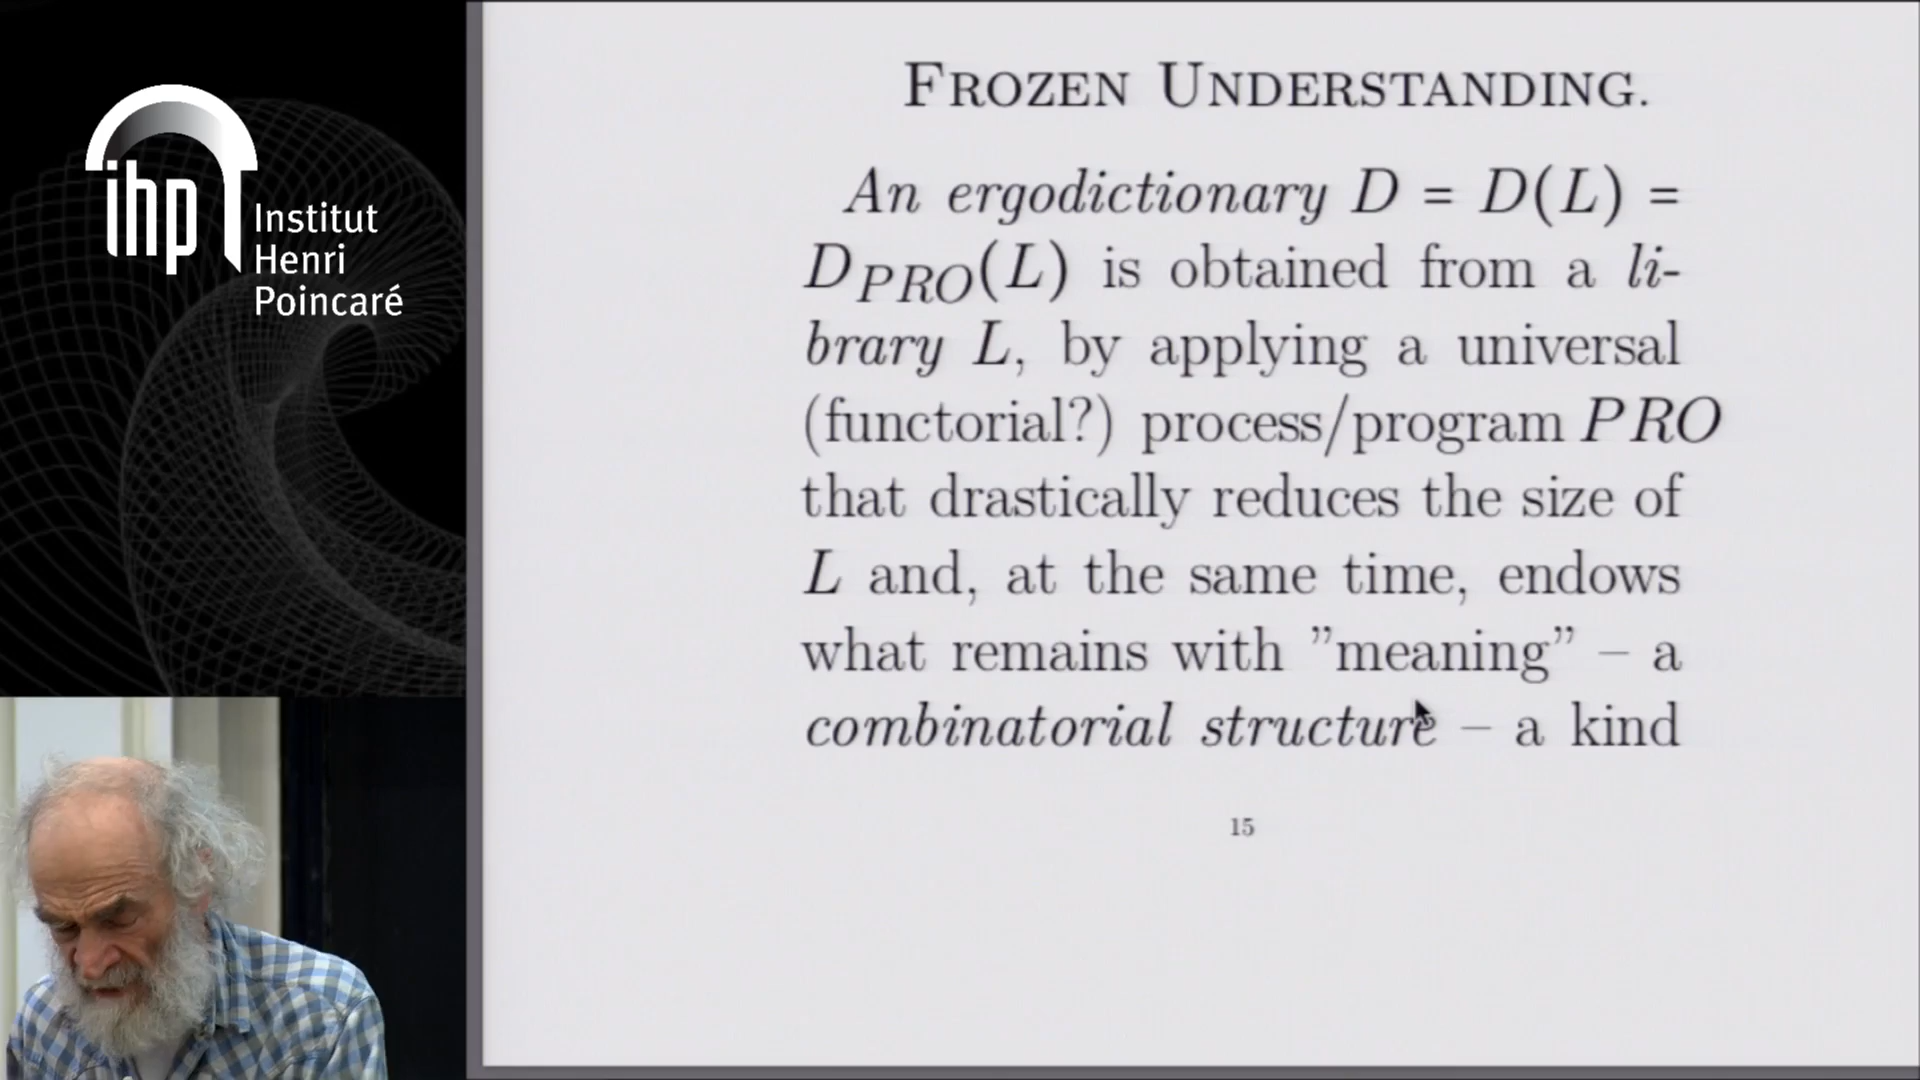 ihp
Institut
Henri
Poincaré
FROZEN UNDERSTANDING.
An ergodictionary D = D(L) =
D_PRO(L) is obtained from a li-
brary L, by applying a universal
(functorial?) process/program PRO
that drastically reduces the size of
L and, at the same time, endows
what remains with ”meaning” – a
combinatorial structure – a kind
15